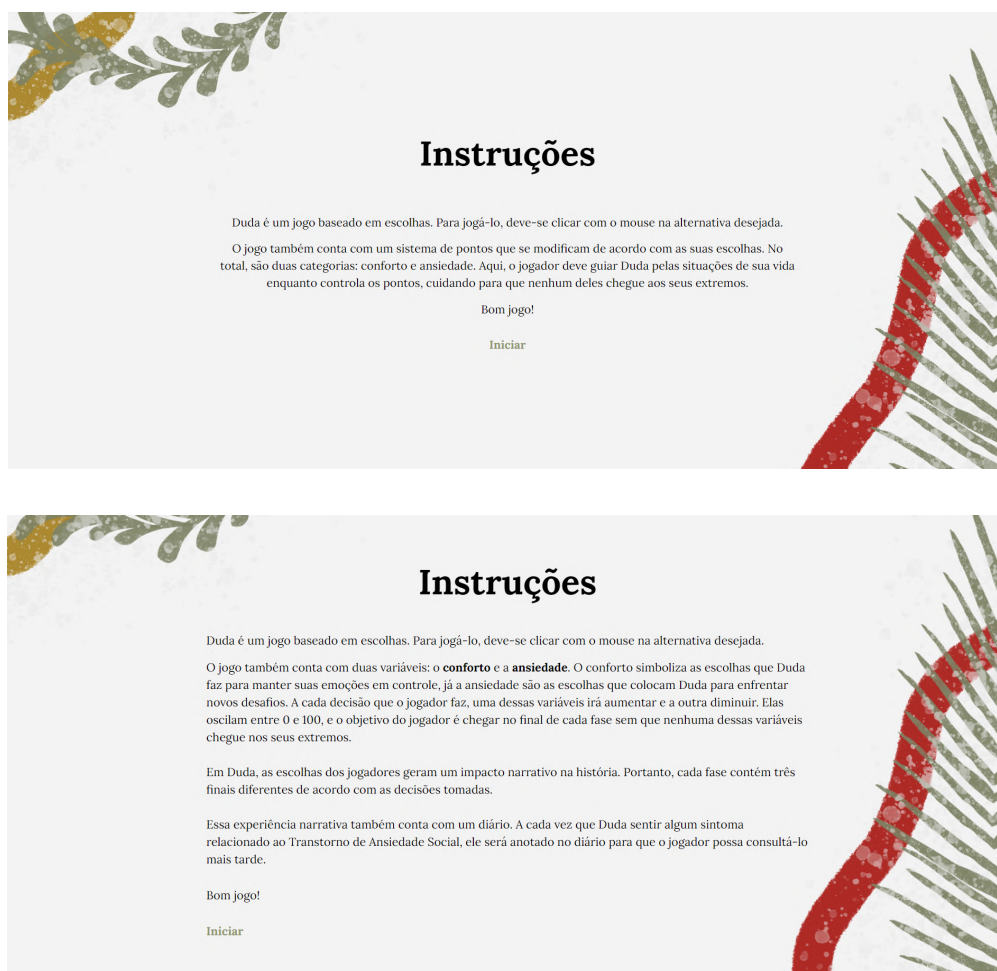 Instruções
Duda é um jogo baseado em escolhas. Para jogá-lo, deve-se clicar com o mouse na alternativa desejada.
O jogo também conta com um sistema de pontos que se modificam de acordo com as suas escolhas. No
total, são duas categorias: conforto e ansiedade. Aqui, o jogador deve guiar Duda pelas situações de sua vida
enquanto controla os pontos, cuidando para que nenhum deles chegue aos seus extremos.
Bom jogo!
Iniciar
Instruções
Duda é um jogo baseado em escolhas. Para jogá-lo, deve-se clicar com o mouse na alternativa desejada.
O jogo também conta com duas variáveis: o conforto e a ansiedade. O conforto simboliza as escolhas que Duda
faz para manter suas emoções em controle, já a ansiedade são as escolhas que colocam Duda para enfrentar
novos desafios. A cada decisão que o jogador faz, uma dessas variáveis irá aumentar e a outra diminuir. Elas
oscilam entre 0 e 100, e o objetivo do jogador é chegar no final de cada fase sem que nenhuma dessas variáveis
chegue nos seus extremos.
Em Duda, as escolhas dos jogadores geram um impacto narrativo na história. Portanto, cada fase contém três
finais diferentes de acordo com as decisões tomadas.
Essa experiência narrativa também conta com um diário. A cada vez que Duda sentir algum sintoma
relacionado ao Transtorno de Ansiedade Social, ele será anotado no diário para que o jogador possa consultá-lo
mais tarde.
Bom jogo!
Iniciar